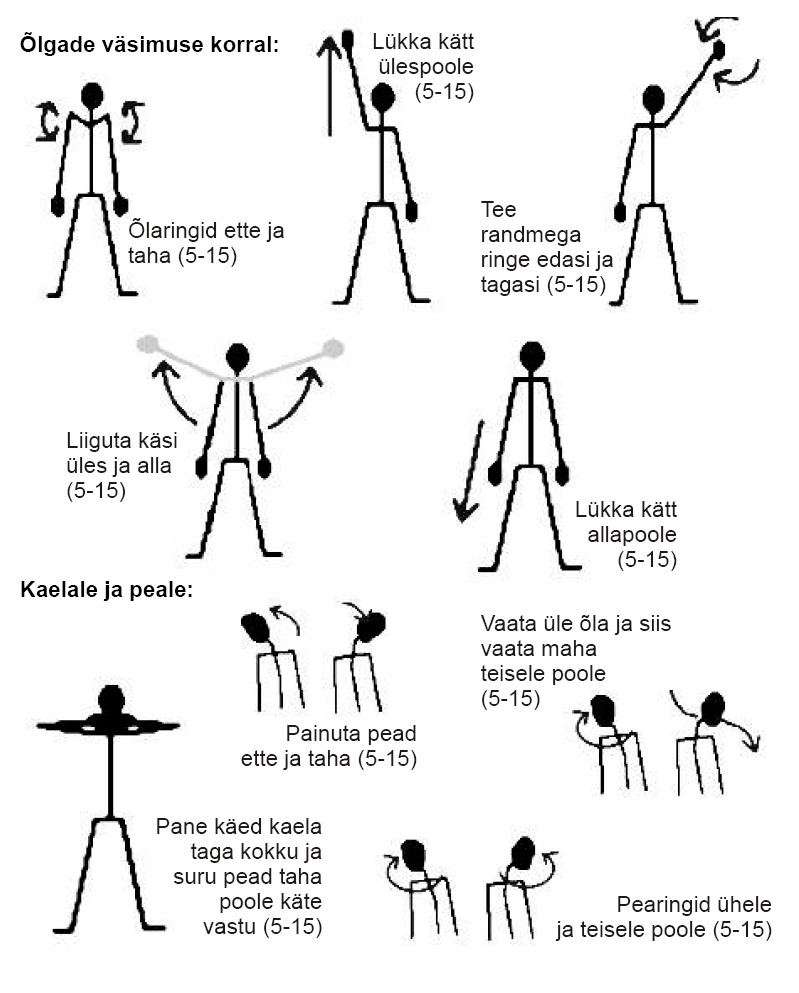 Õlgade väsimuse korral:
Lükka kätt
ülespoole
(5-15)
Õlaringid ette ja
taha (5-15)
Tee
randmega
ringe edasi ja
tagasi (5-15)
Liiguta käsi
üles ja alla
(5-15)
Lükka kätt
allapoole
(5-15)
Kaelale ja peale:
Painuta pead
ette ja taha (5-15)
Vaata üle õla ja siis
vaata maha
teisele poole
(5-15)
Pane käed kaela
taga kokku ja
suru pead taha
poole käte
vastu (5-15)
Pearingid ühele
ja teisele poole (5-15)